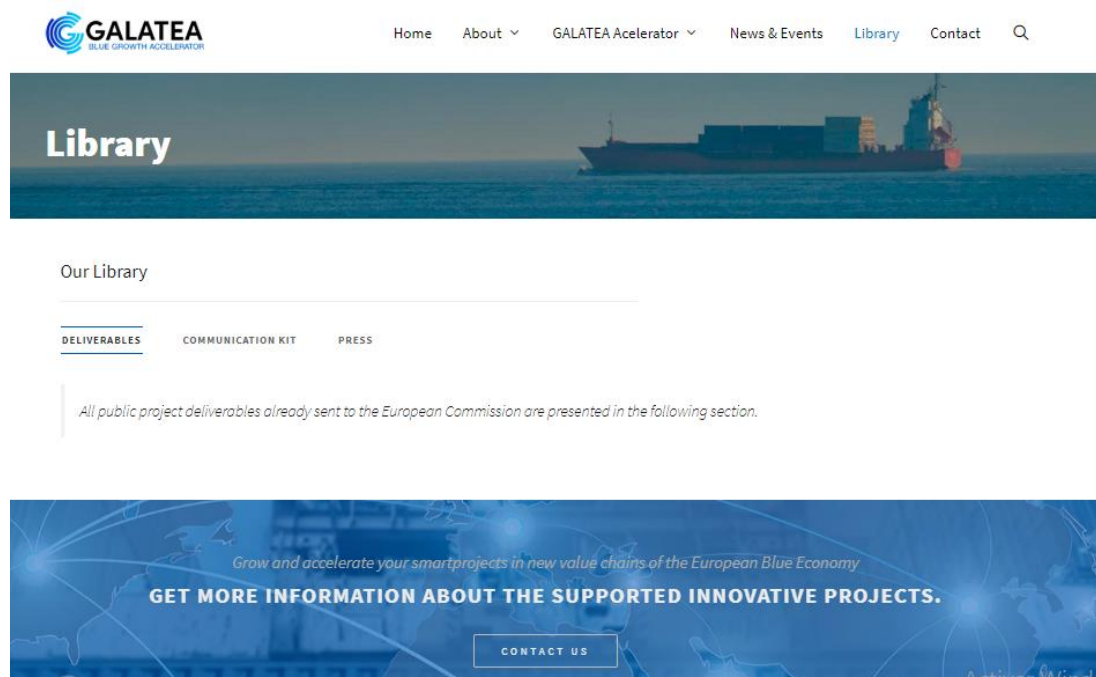 GALATEA
BLUE GROWTH ACCELERATOR
Home About GALATEA Acelerator News & Events Library Contact
Library
Our Library
DELIVERABLES COMMUNICATION KIT PRESS
All public project deliverables already sent to the European Commission are presented in the following section.
Grow and accelerate your smartprojects in new value chains of the European Blue Economy
GET MORE INFORMATION ABOUT THE SUPPORTED INNOVATIVE PROJECTS.
CONTACT US